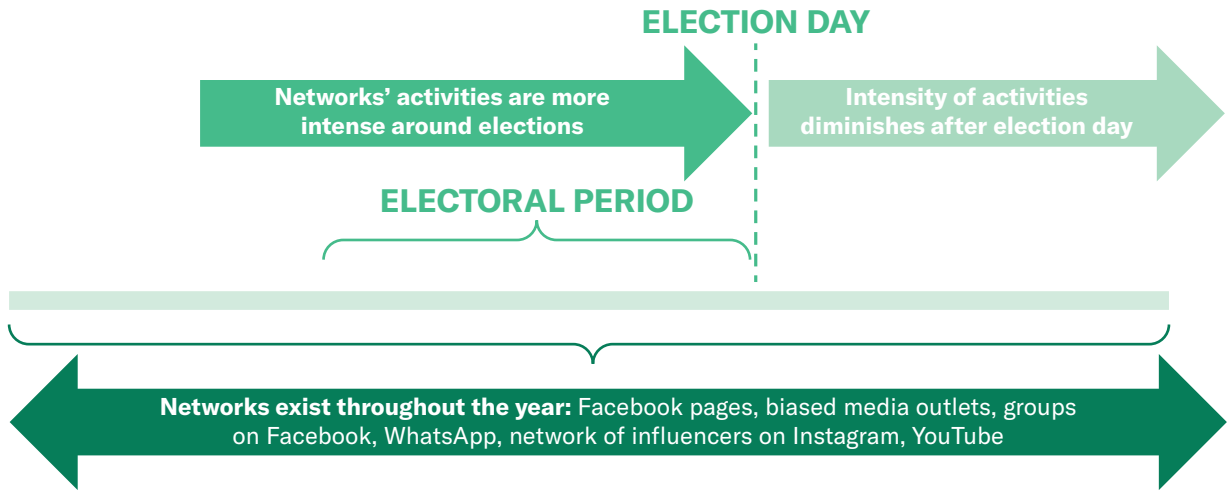 ELECTION DAY
Networks’ activities are more
intense around elections
Intensity of activities
diminishes after election day
ELECTORAL PERIOD
Networks exist throughout the year: Facebook pages, biased media outlets, groups
on Facebook, WhatsApp, network of influencers on Instagram, YouTube